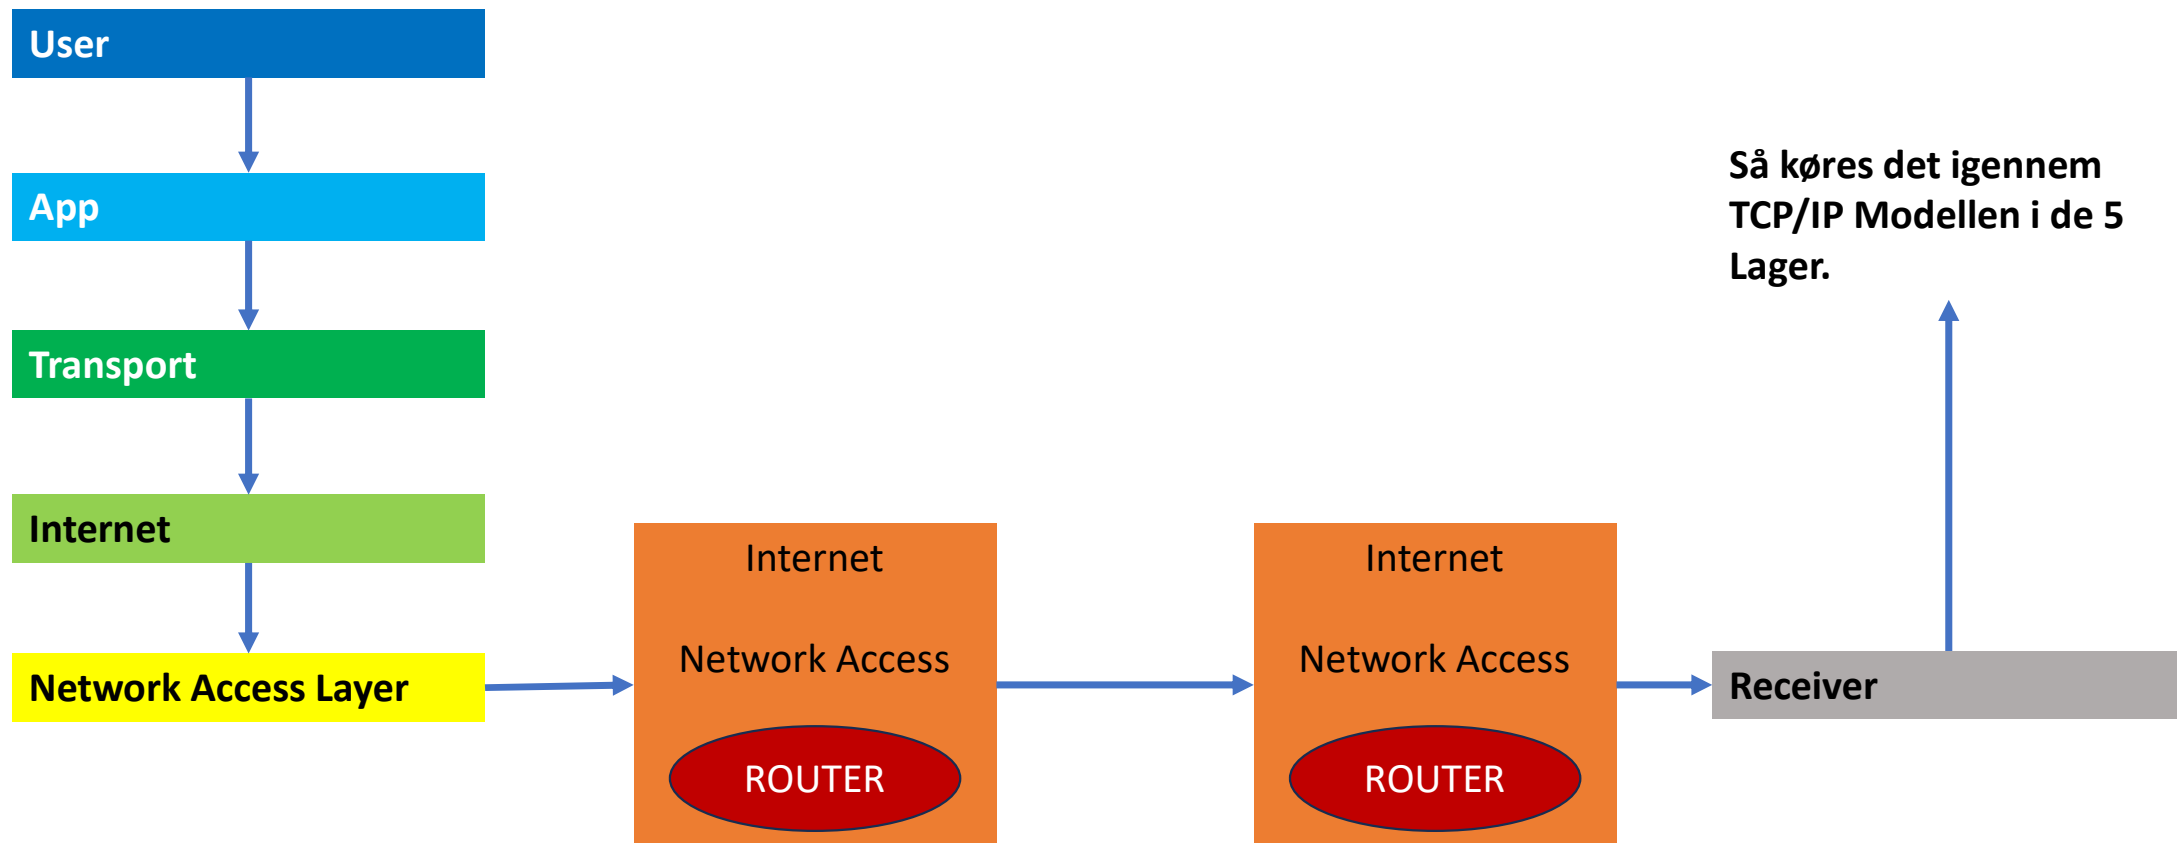 User
App
Transport
Internet
Network Access Layer
Internet
Network Access
ROUTER
Internet
Network Access
ROUTER
Så køres det igennem
TCP/IP Modellen i de 5
Lager.
Receiver